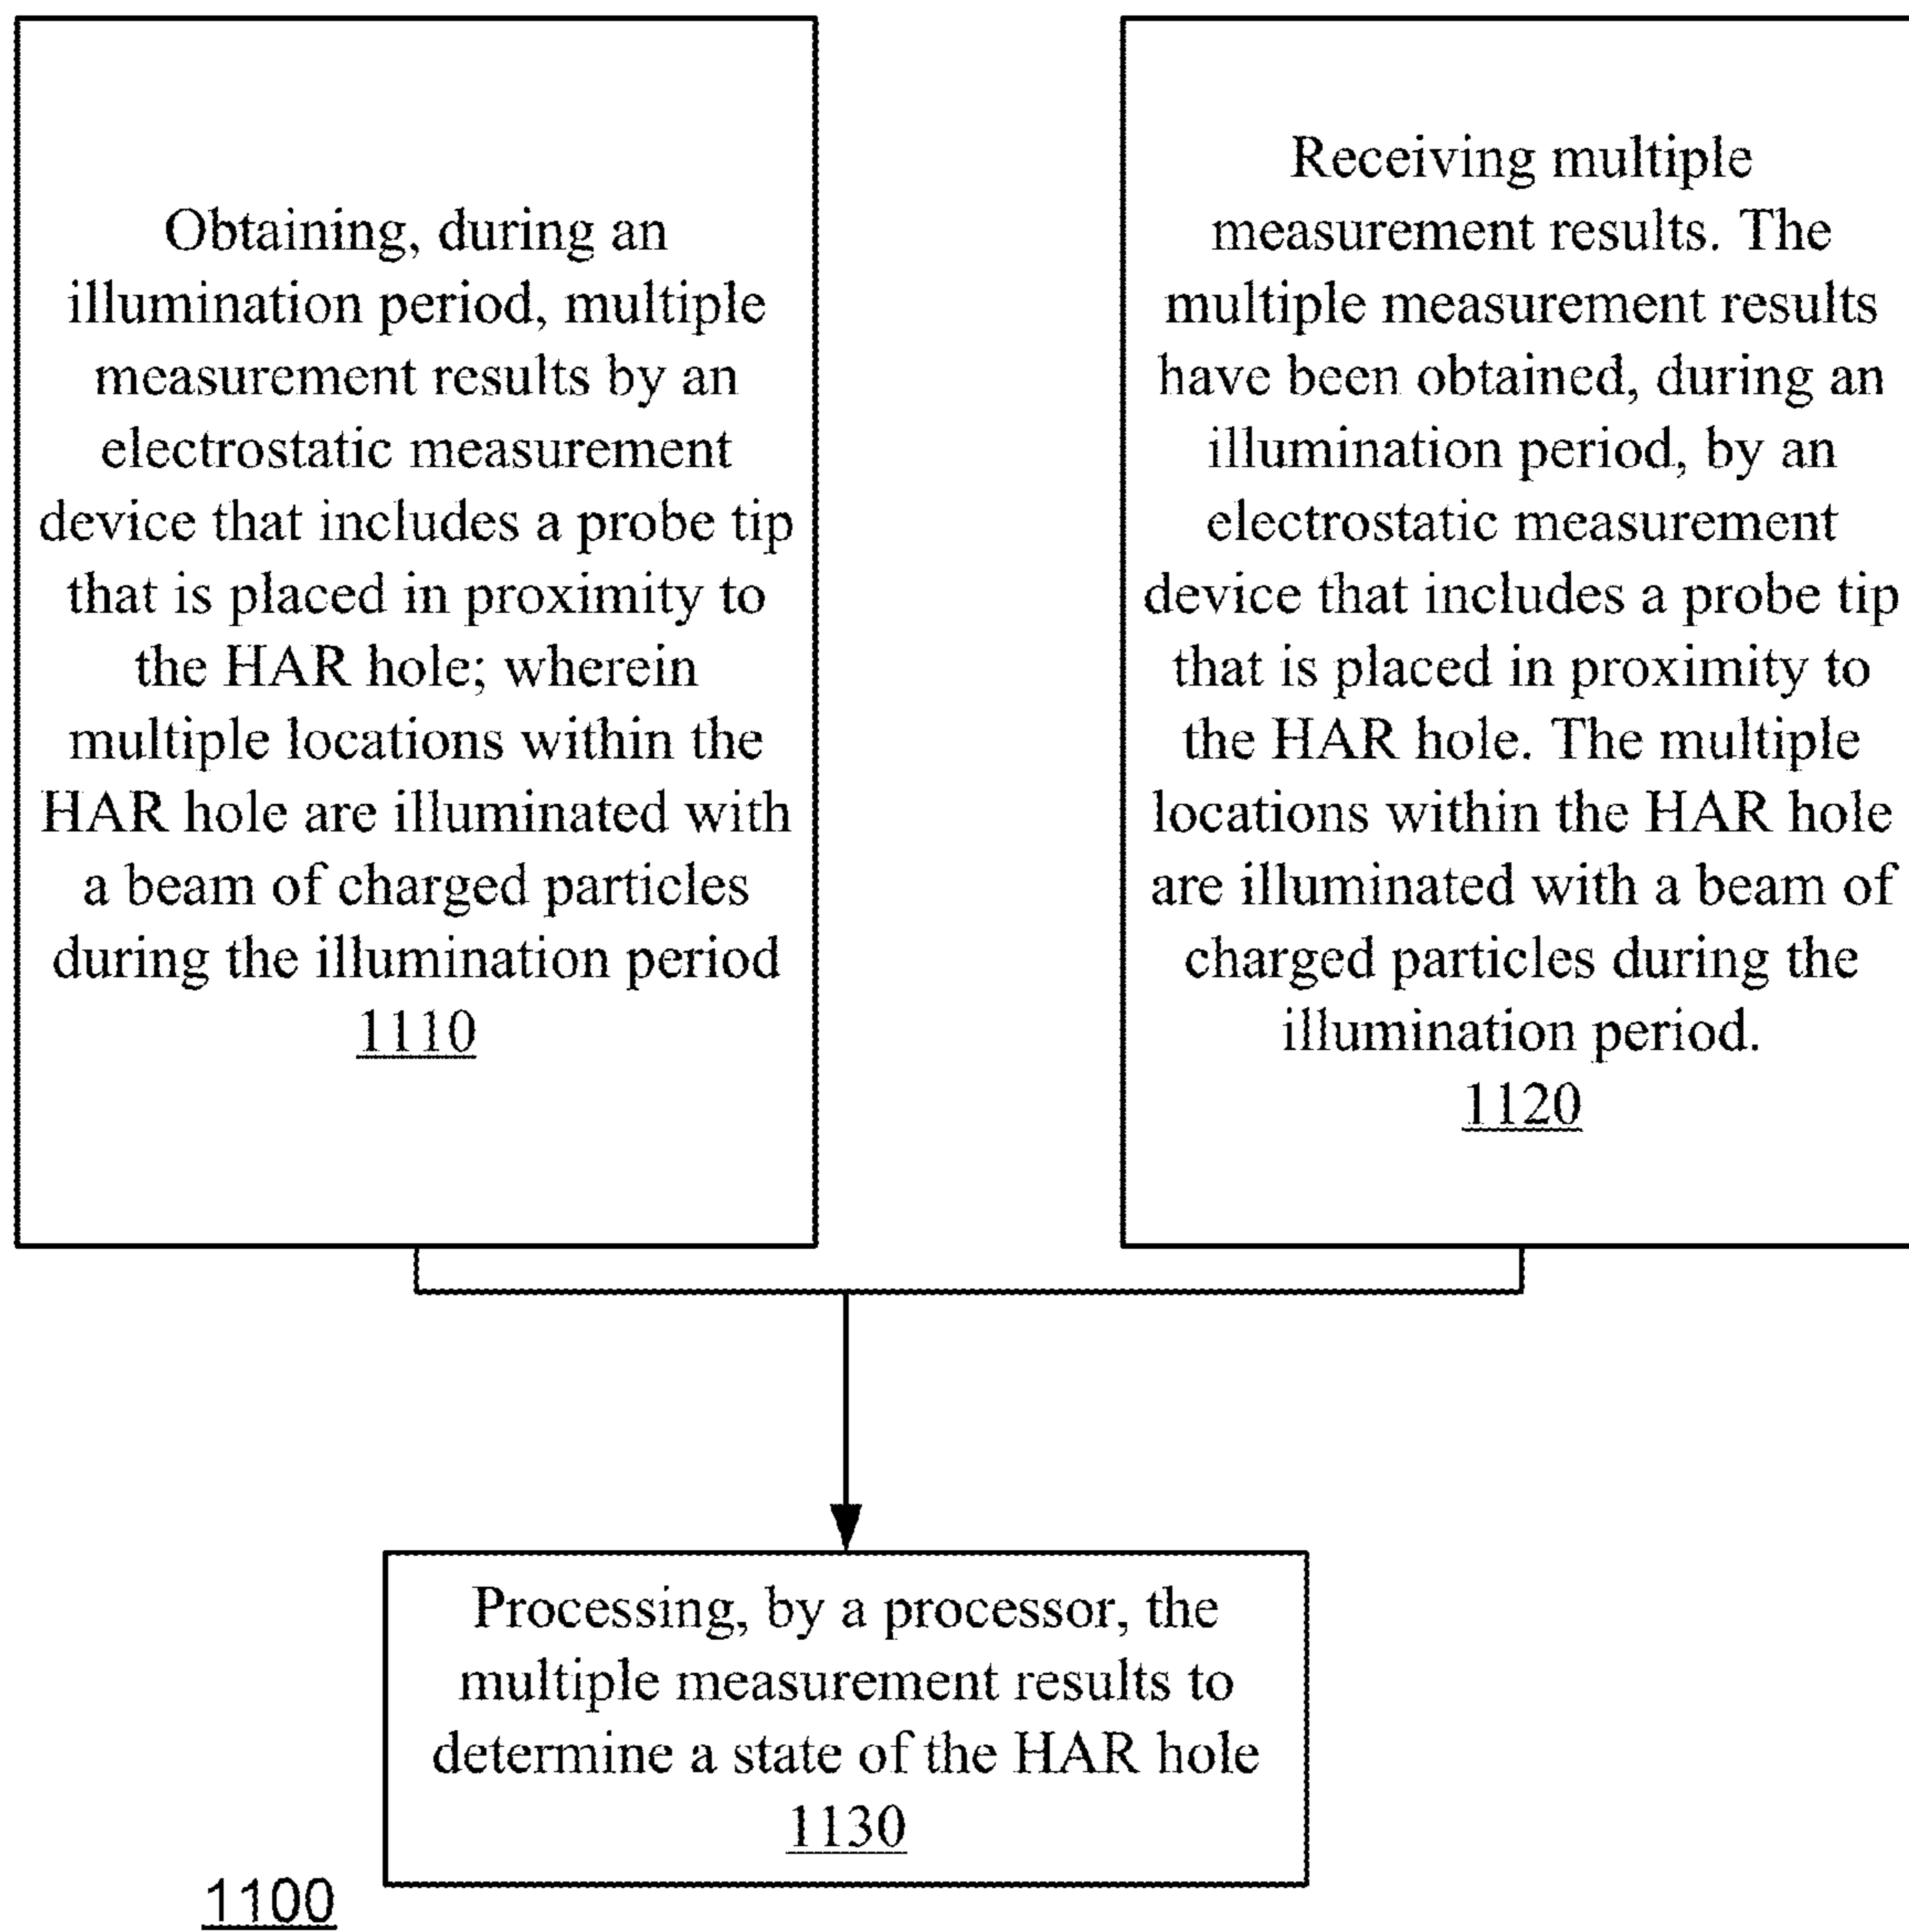 Obtaining, during an
illumination period, multiple
measurement results by an
electrostatic measurement
device that includes a probe tip
that is placed in proximity to
the HAR hole; wherein
multiple locations within the
HAR hole are illuminated with
a beam of charged particles
during the illumination period
1110
Receiving multiple
measurement results. The
multiple measurement results
have been obtained, during an
illumination period, by an
electrostatic measurement
device that includes a probe tip
that is placed in proximity to
the HAR hole. The multiple
locations within the HAR hole
are illuminated with a beam of
charged particles during the
illumination period.
1120
Processing, by a processor, the
multiple measurement results to
determine a state of the HAR hole
1130
1100